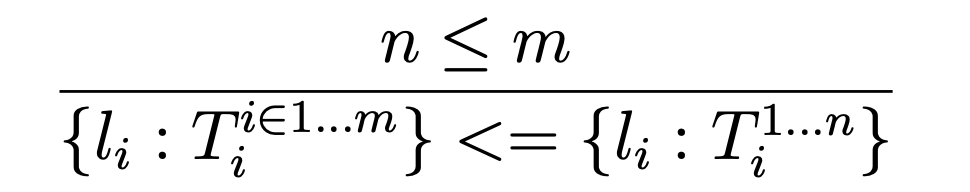 n ≤ m
{l_i : T_i^{i∈1...m}} <= {l_i : T_i^{1...n}}